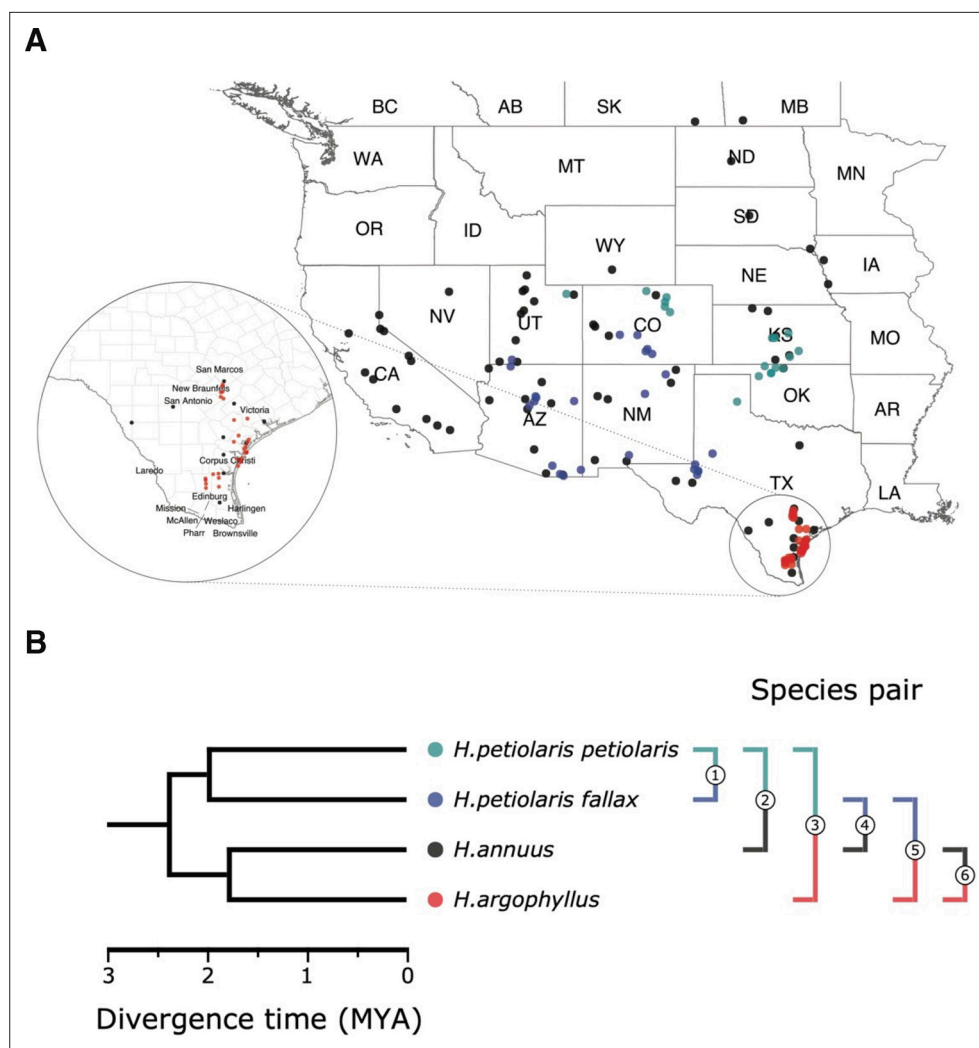 A
BC AB SK MB
WA MT ND MN
OR ID WY SD
NE IA
NV UT CO KS MO
CA AZ NM OK AR
TX LA
San Marcos
New Braunfels
San Antonio
Victoria
Corpus Christi
Laredo
Edinburg
Mission Harlingen
McAllen Weslaco
Pharr Brownsville
B
Species pair
H.petiolaris petiolaris
H.petiolaris fallax
H.annuus
H.argophyllus
1
2
3 4
5
6
3 2 1 0
Divergence time (MYA)